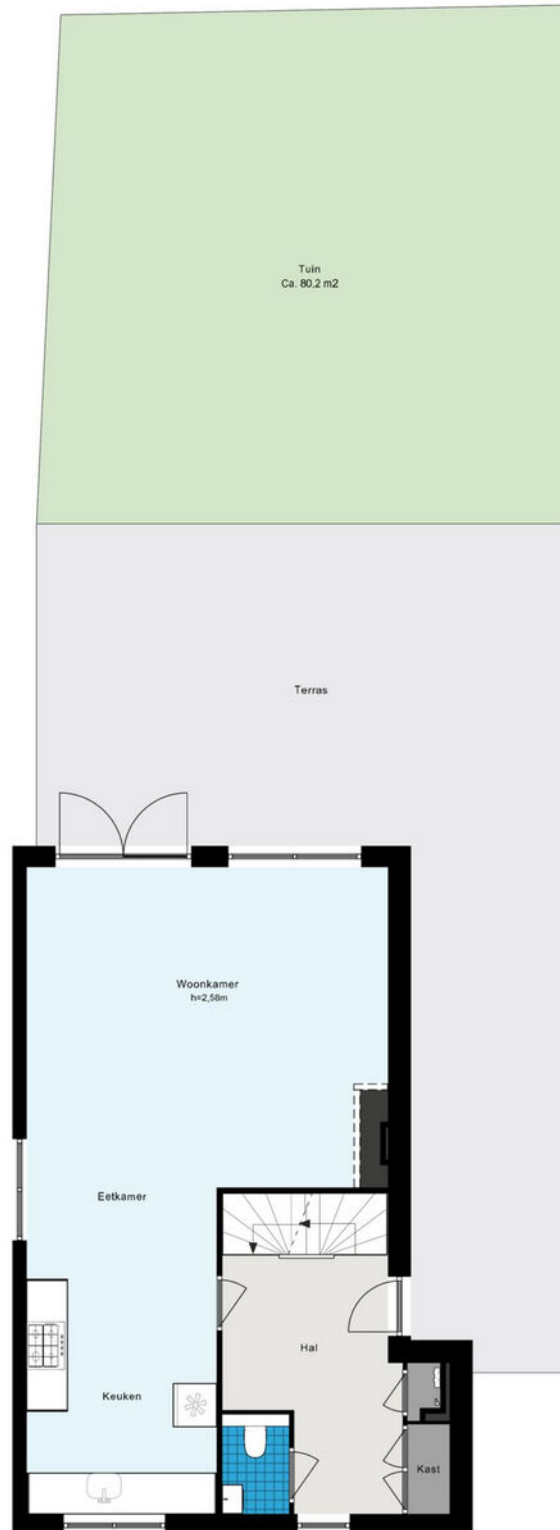 Tuin
Ca. 80,2 m2
Terras
Woonkamer
h=2,58m
Eetkamer
Hal
Keuken
Kast